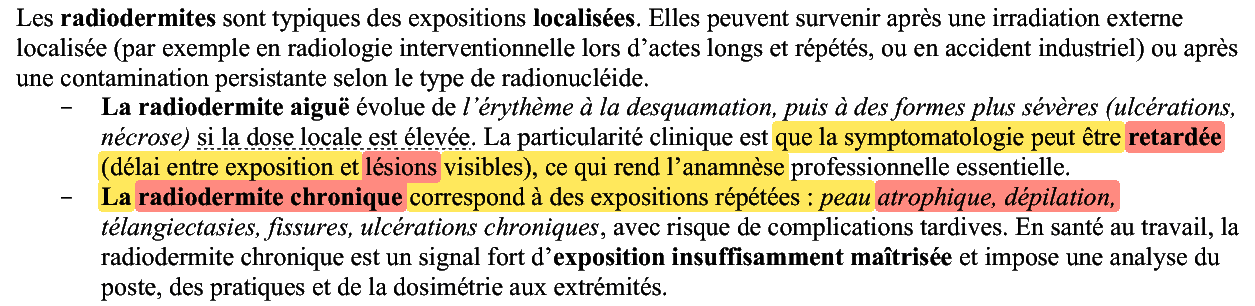 Les radiodermites sont typiques des expositions localisées. Elles peuvent survenir après une irradiation externe
localisée (par exemple en radiologie interventionnelle lors d’actes longs et répétés, ou en accident industriel) ou après
une contamination persistante selon le type de radionucléide.
– La radiodermite aiguë évolue de l’érythème à la desquamation, puis à des formes plus sévères (ulcérations,
nécrose) si la dose locale est élevée. La particularité clinique est que la symptomatologie peut être retardée
(délai entre exposition et lésions visibles), ce qui rend l’anamnèse professionnelle essentielle.
– La radiodermite chronique correspond à des expositions répétées : peau atrophique, dépilation,
télangiectasies, fissures, ulcérations chroniques, avec risque de complications tardives. En santé au travail, la
radiodermite chronique est un signal fort d’exposition insuffisamment maîtrisée et impose une analyse du
poste, des pratiques et de la dosimétrie aux extrémités.